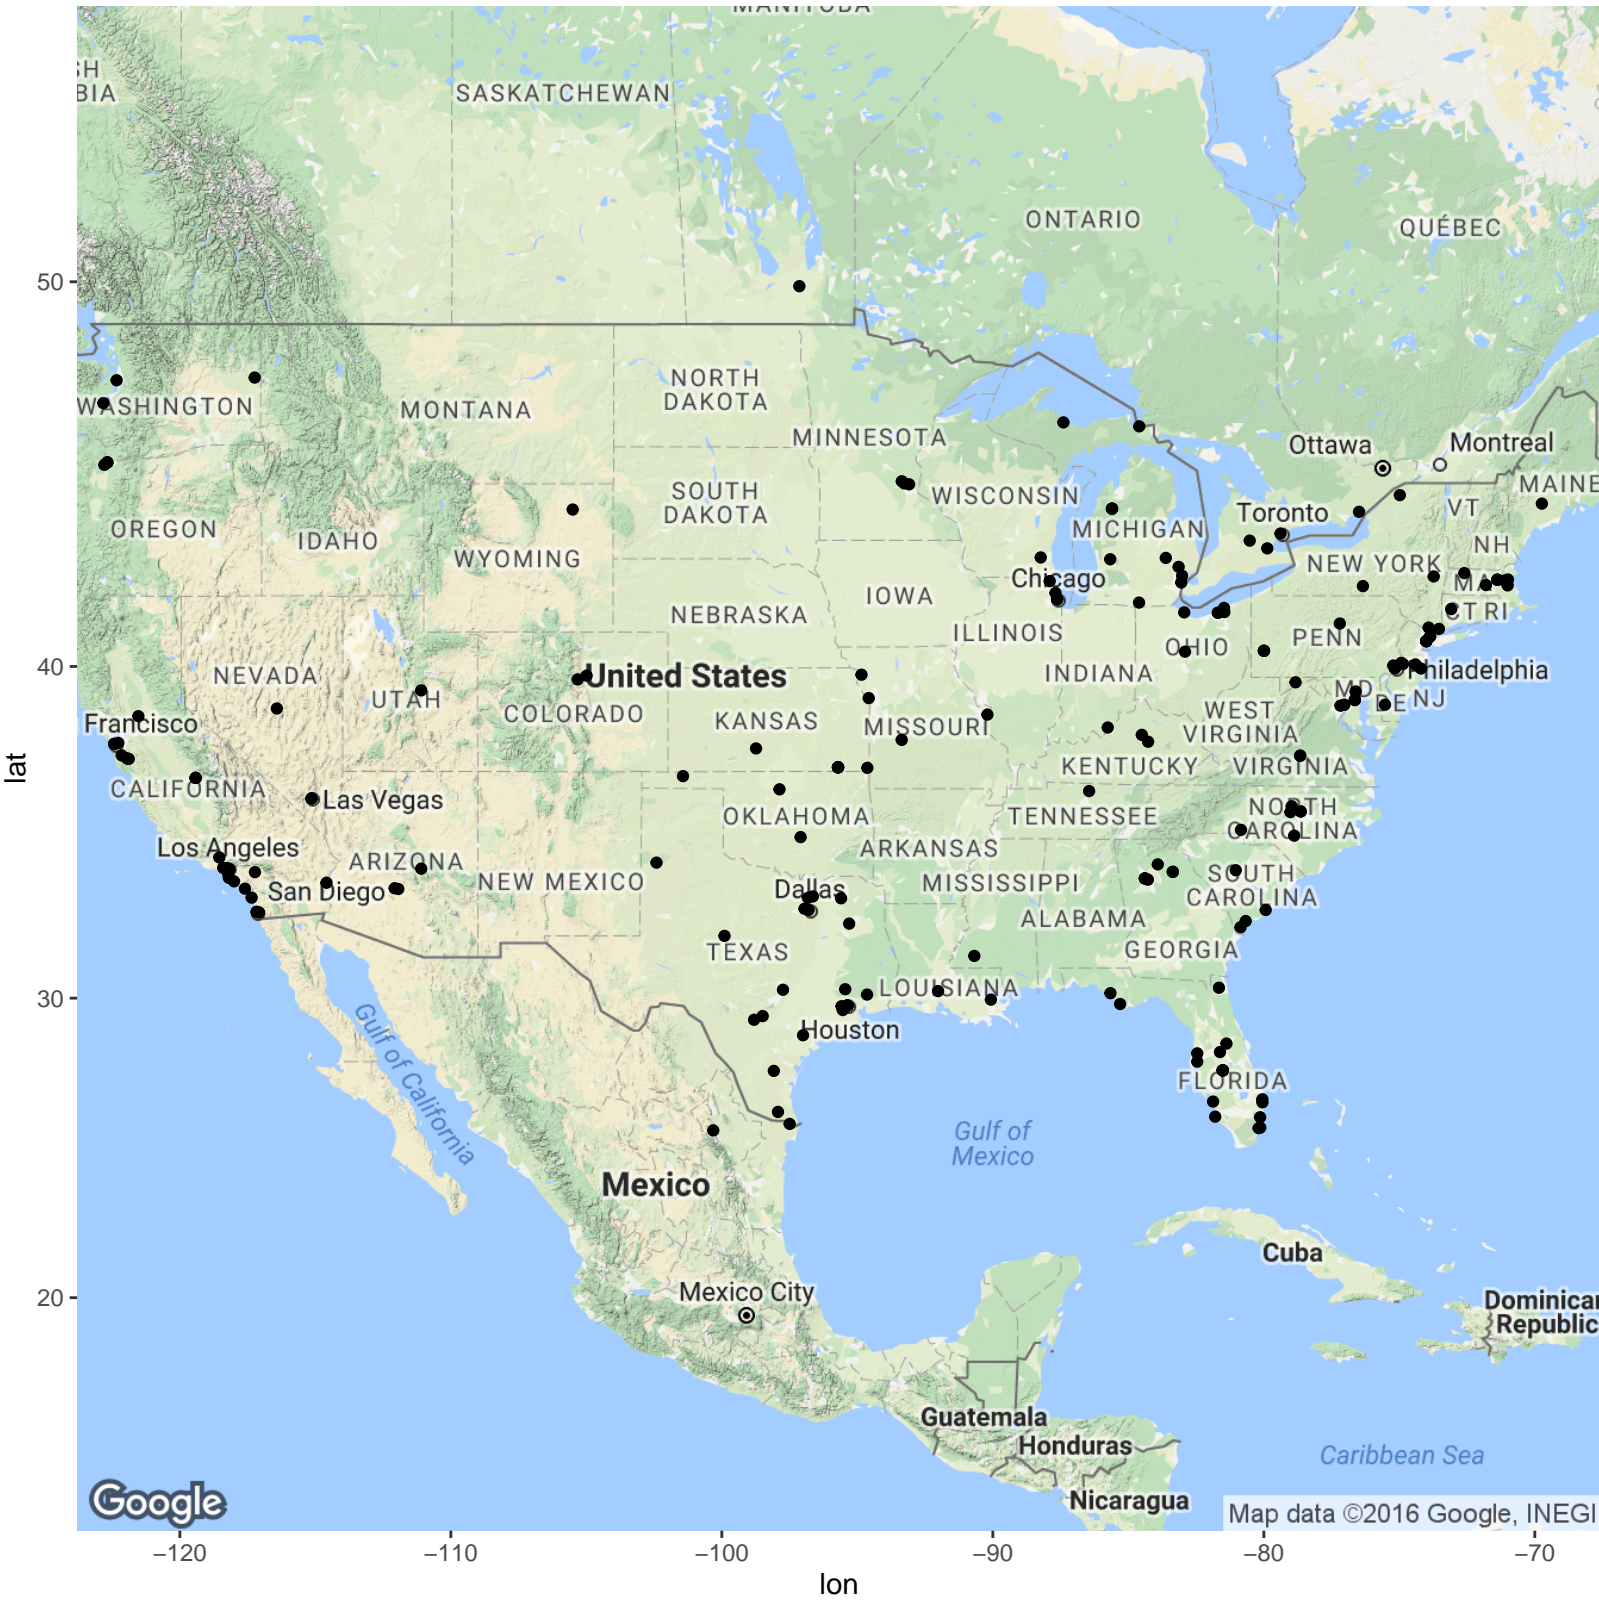 MANITOBA
SH
BIA
SASKATCHEWAN
ONTARIO
QUÉBEC
50
NORTH
DAKOTA
WASHINGTON
MONTANA
MINNESOTA
Ottawa
Montreal
MAINE
WISCONSIN
SOUTH
DAKOTA
OREGON
IDAHO
MICHIGAN
Toronto
VT
NH
WYOMING
Chicago
NEW YORK
MA
CT RI
IOWA
NEBRASKA
ILLINOIS
OHIO
PENN
40
NEVADA
United States
INDIANA
Philadelphia
UTAH
COLORADO
MD
DE
NJ
Francisco
KANSAS
MISSOURI
WEST
VIRGINIA
lat
CALIFORNIA
KENTUCKY
VIRGINIA
Las Vegas
OKLAHOMA
TENNESSEE
NORTH
CAROLINA
Los Angeles
ARIZONA
ARKANSAS
San Diego
NEW MEXICO
Dallas
MISSISSIPPI
SOUTH
CAROLINA
ALABAMA
TEXAS
GEORGIA
30
LOUISIANA
Houston
Gulf of California
FLORIDA
Gulf of
Mexico
Mexico
Cuba
20
Mexico City
Dominican
Republic
Guatemala
Honduras
Caribbean Sea
Nicaragua
Google
Map data ©2016 Google, INEGI
−120
−110
−100
−90
−80
−70
lon